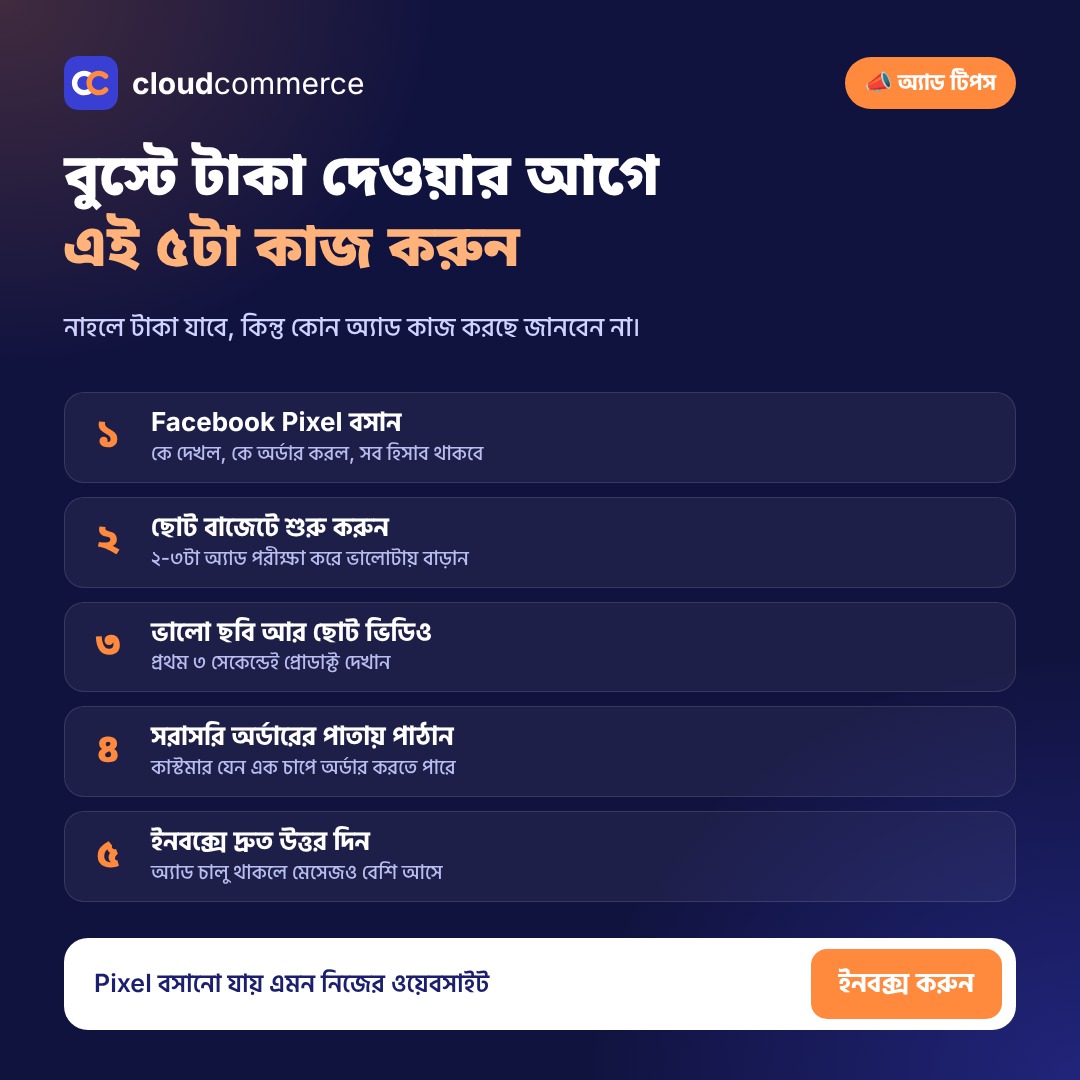 cloudcommerce
📣 অ্যাড টিপস
বুস্টে টাকা দেওয়ার আগে
এই ৫টা কাজ করুন
নাহলে টাকা যাবে, কিন্তু কোন অ্যাড কাজ করছে জানবেন না।
১
Facebook Pixel বসান
কে দেখল, কে অর্ডার করল, সব হিসাব থাকবে
২
ছোট বাজেটে শুরু করুন
২-৩টা অ্যাড পরীক্ষা করে ভালোটায় বাড়ান
৩
ভালো ছবি আর ছোট ভিডিও
প্রথম ৩ সেকেন্ডেই প্রোডাক্ট দেখান
৪
সরাসরি অর্ডারের পাতায় পাঠান
কাস্টমার যেন এক চাপে অর্ডার করতে পারে
৫
ইনবক্সে দ্রুত উত্তর দিন
অ্যাড চালু থাকলে মেসেজও বেশি আসে
Pixel বসানো যায় এমন নিজের ওয়েবসাইট
ইনবক্স করুন